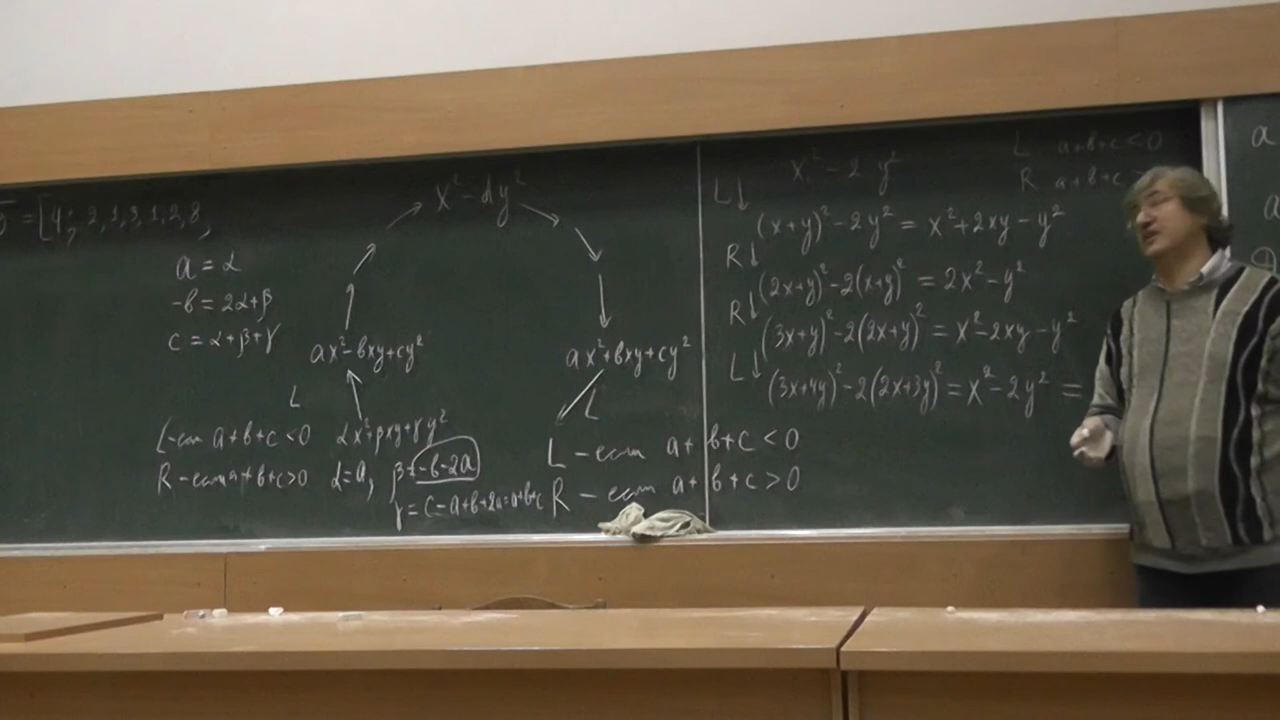 = [4; 2, 1, 3, 1, 2, 8,
x² - dy²
a = α
-b = 2α+β
c = α+β+γ
ax²-bxy+cy²
ax²+bxy+cy²
L
L
L - если a+b+c < 0
αx²+βxy+γy²
R - если a+b+c > 0
α=a, β=-b-2a
γ=c-a+b+2a=a+b+c
L - если a+b+c < 0
R - если a+b+c > 0
x²-2y²
L a+b+c < 0
R a+b+c >
L↓
(x+y)²-2y² = x²+2xy-y²
R↓
(2x+y)²-2(x+y)² = 2x²-y²
R↓
(3x+y)²-2(2x+y)² = x²-2xy-y²
L↓
(3x+4y)²-2(2x+3y)² = x²-2y² =
a
a